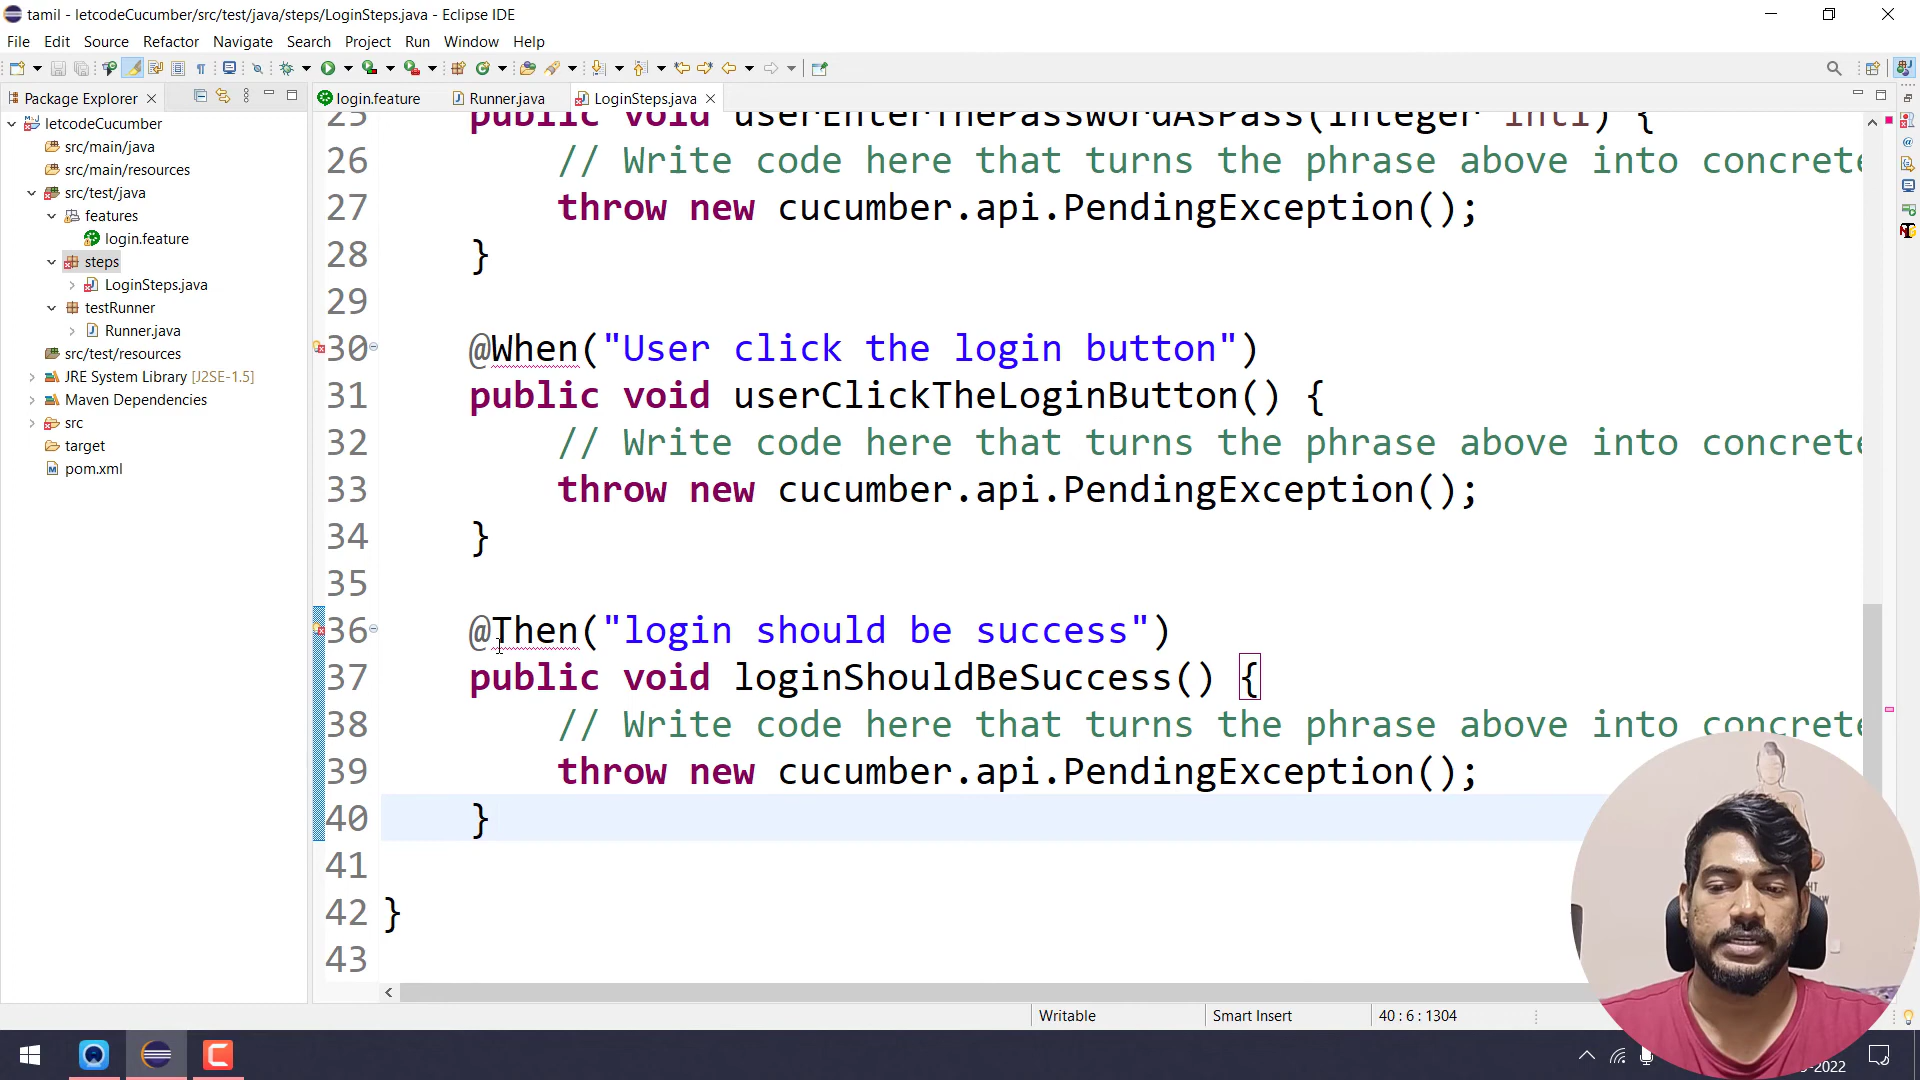 tamil - letcodeCucumber/src/test/java/steps/LoginSteps.java - Eclipse IDE
File Edit Source Refactor Navigate Search Project Run Window Help
Package Explorer
login.feature
Runner.java
LoginSteps.java
letcodeCucumber
src/main/java
src/main/resources
src/test/java
features
login.feature
steps
LoginSteps.java
testRunner
Runner.java
src/test/resources
JRE System Library [J2SE-1.5]
Maven Dependencies
src
target
pom.xml
25 public void userEnterThePasswordAsPass(Integer int1) {
26 // Write code here that turns the phrase above into concrete
27 throw new cucumber.api.PendingException();
28 }
29
30 @When("User click the login button")
31 public void userClickTheLoginButton() {
32 // Write code here that turns the phrase above into concrete
33 throw new cucumber.api.PendingException();
34 }
35
36 @Then("login should be success")
37 public void loginShouldBeSuccess() {
38 // Write code here that turns the phrase above into concrete
39 throw new cucumber.api.PendingException();
40 }
41
42 }
43
Writable Smart Insert 40 : 6 : 1304
-2022